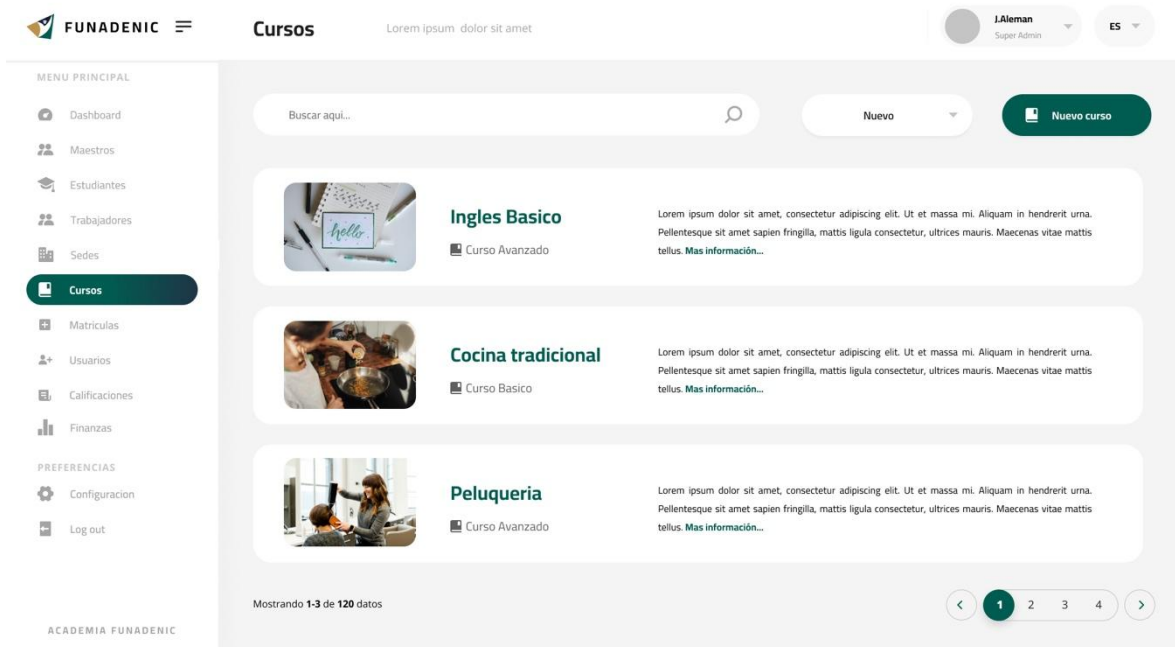 FUNADENIC
Cursos
Lorem ipsum dolor sit amet
J.Aleman
Super Admin
ES
MENU PRINCIPAL
Dashboard
Maestros
Estudiantes
Trabajadores
Sedes
Cursos
Matriculas
Usuarios
Calificaciones
Finanzas
PREFERENCIAS
Configuracion
Log out
ACADEMIA FUNADENIC
Buscar aqui...
Nuevo
Nuevo curso
hello
Ingles Basico
Curso Avanzado
Lorem ipsum dolor sit amet, consectetur adipiscing elit. Ut et massa mi. Aliquam in hendrerit urna.
Pellentesque sit amet sapien fringilla, mattis ligula consectetur, ultrices mauris. Maecenas vitae mattis
tellus. Mas información...
Cocina tradicional
Curso Basico
Lorem ipsum dolor sit amet, consectetur adipiscing elit. Ut et massa mi. Aliquam in hendrerit urna.
Pellentesque sit amet sapien fringilla, mattis ligula consectetur, ultrices mauris. Maecenas vitae mattis
tellus. Mas información...
Peluqueria
Curso Avanzado
Lorem ipsum dolor sit amet, consectetur adipiscing elit. Ut et massa mi. Aliquam in hendrerit urna.
Pellentesque sit amet sapien fringilla, mattis ligula consectetur, ultrices mauris. Maecenas vitae mattis
tellus. Mas información...
Mostrando 1-3 de 120 datos
1 2 3 4